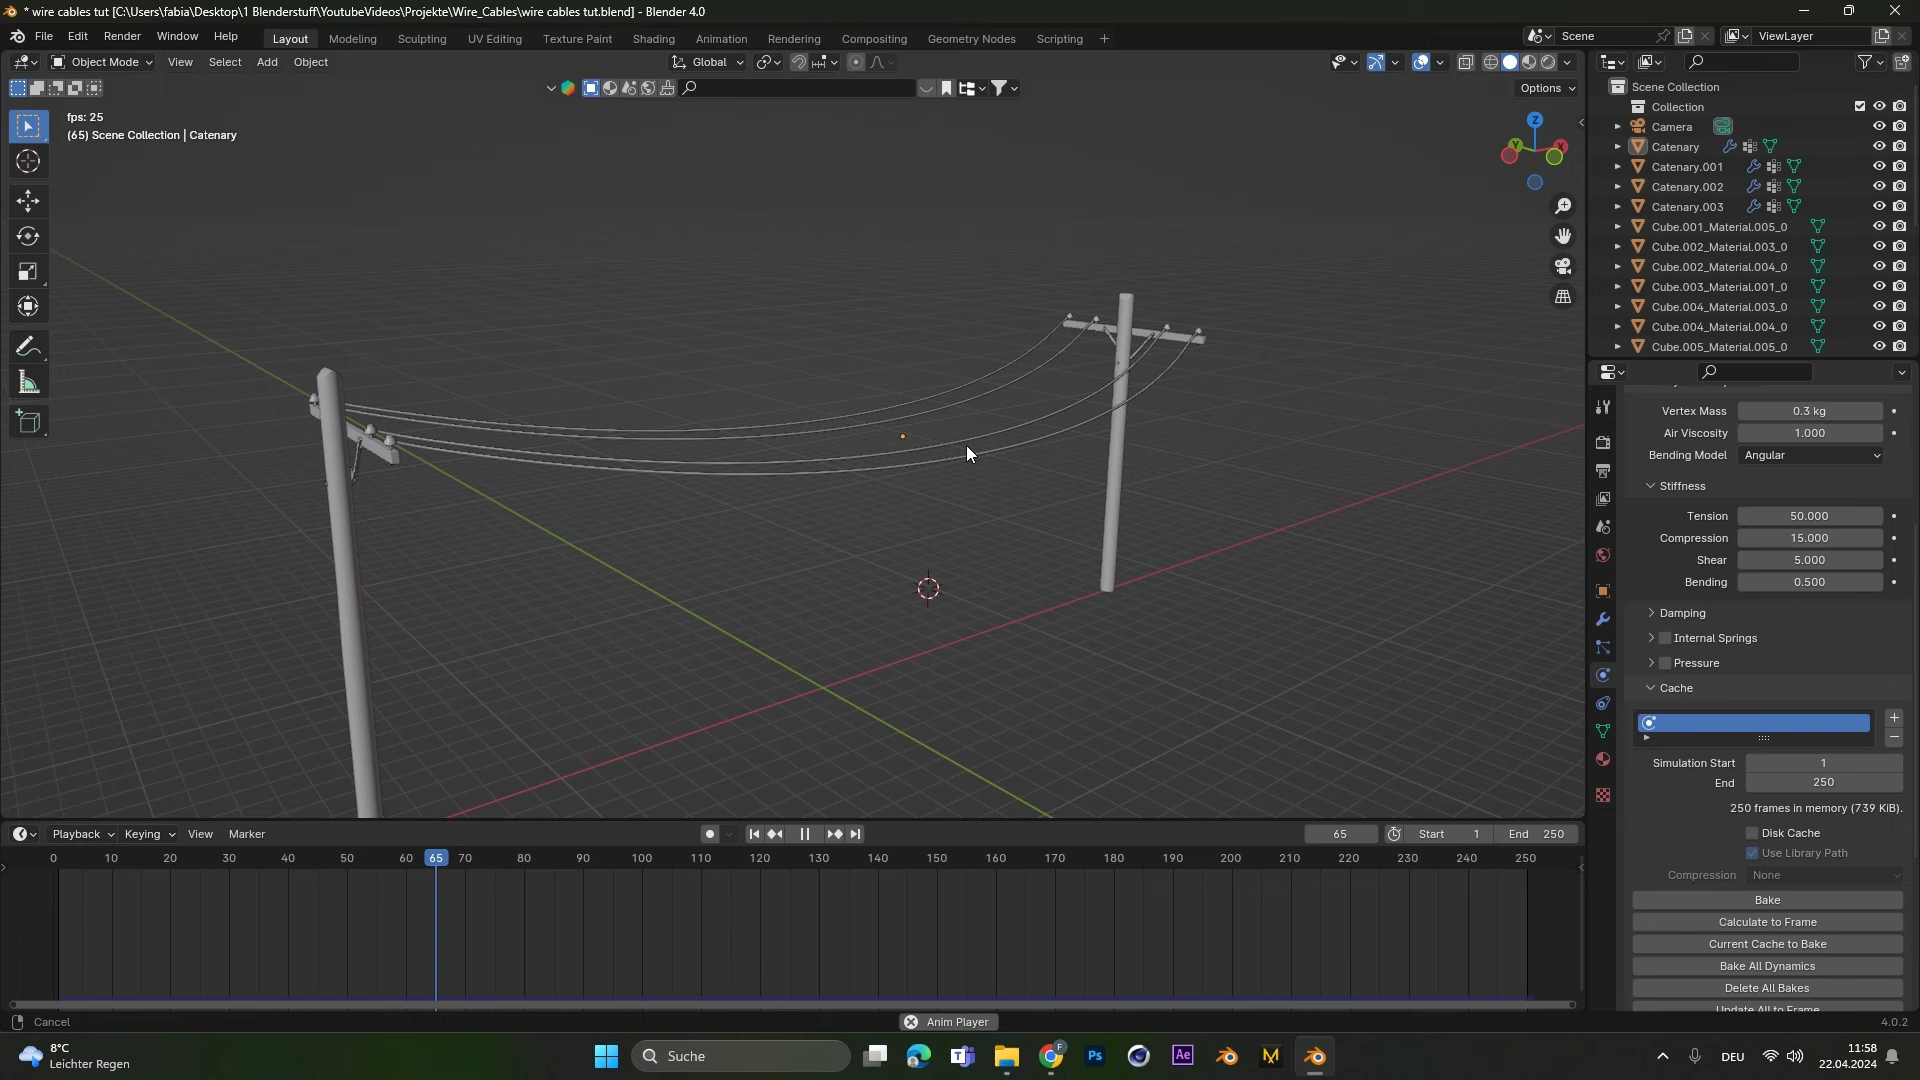 * wire cables tut [C:\Users\fabia\Desktop\1 Blenderstuff\YoutubeVideos\Projekte\Wire_Cables\wire cables tut.blend] - Blender 4.0
File Edit Render Window Help Layout Modeling Sculpting UV Editing Texture Paint Shading Animation Rendering Compositing Geometry Nodes Scripting + Scene ViewLayer
Object Mode View Select Add Object Global
Options
fps: 25
(65) Scene Collection | Catenary
Z
Y
X
Scene Collection
Collection
Camera
Catenary
Catenary.001
Catenary.002
Catenary.003
Cube.001_Material.005_0
Cube.002_Material.003_0
Cube.002_Material.004_0
Cube.003_Material.001_0
Cube.004_Material.003_0
Cube.004_Material.004_0
Cube.005_Material.005_0
Vertex Mass 0.3 kg
Air Viscosity 1.000
Bending Model Angular
Stiffness
Tension 50.000
Compression 15.000
Shear 5.000
Bending 0.500
Damping
Internal Springs
Pressure
Cache
Simulation Start 1
End 250
250 frames in memory (739 KiB).
Disk Cache
Use Library Path
Compression None
Bake
Calculate to Frame
Current Cache to Bake
Bake All Dynamics
Delete All Bakes
Update All to Frame
Playback Keying View Marker 65 Start 1 End 250
0 10 20 30 40 50 60 65 70 80 90 100 110 120 130 140 150 160 170 180 190 200 210 220 230 240 250
Cancel Anim Player 4.0.2
8°C
Leichter Regen
Suche
Ps
Ae
M
DEU
11:58
22.04.2024